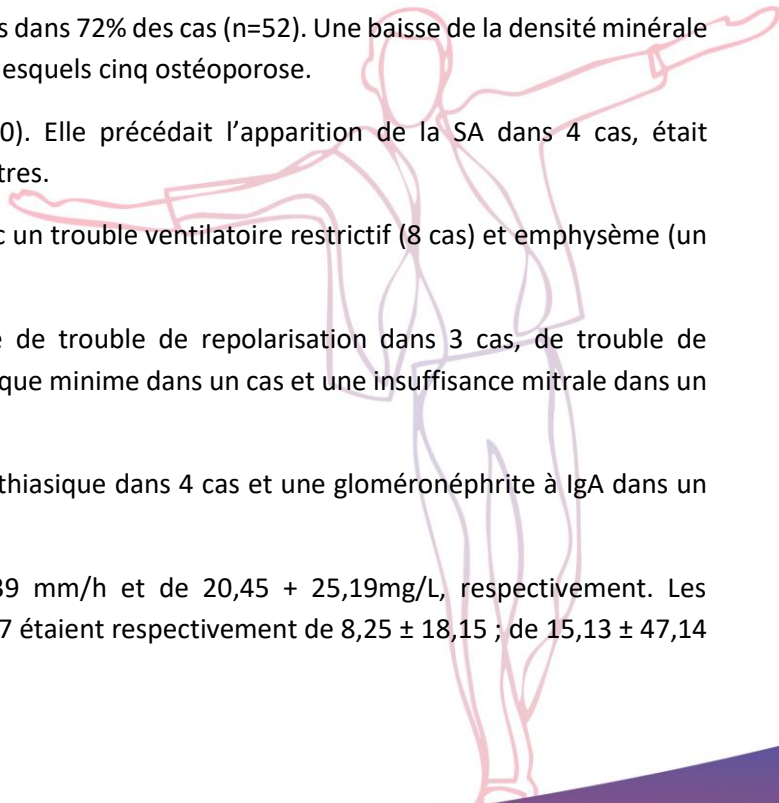 s dans 72% des cas (n=52). Une baisse de la densité minérale
esquels cinq ostéoporose.
0). Elle précédait l’apparition de la SA dans 4 cas, était
tres.
c un trouble ventilatoire restrictif (8 cas) et emphysème (un
e de trouble de repolarisation dans 3 cas, de trouble de
que minime dans un cas et une insuffisance mitrale dans un
thiasique dans 4 cas et une gloméronéphrite à IgA dans un
39 mm/h et de 20,45 + 25,19mg/L, respectivement. Les
7 étaient respectivement de 8,25 ± 18,15 ; de 15,13 ± 47,14